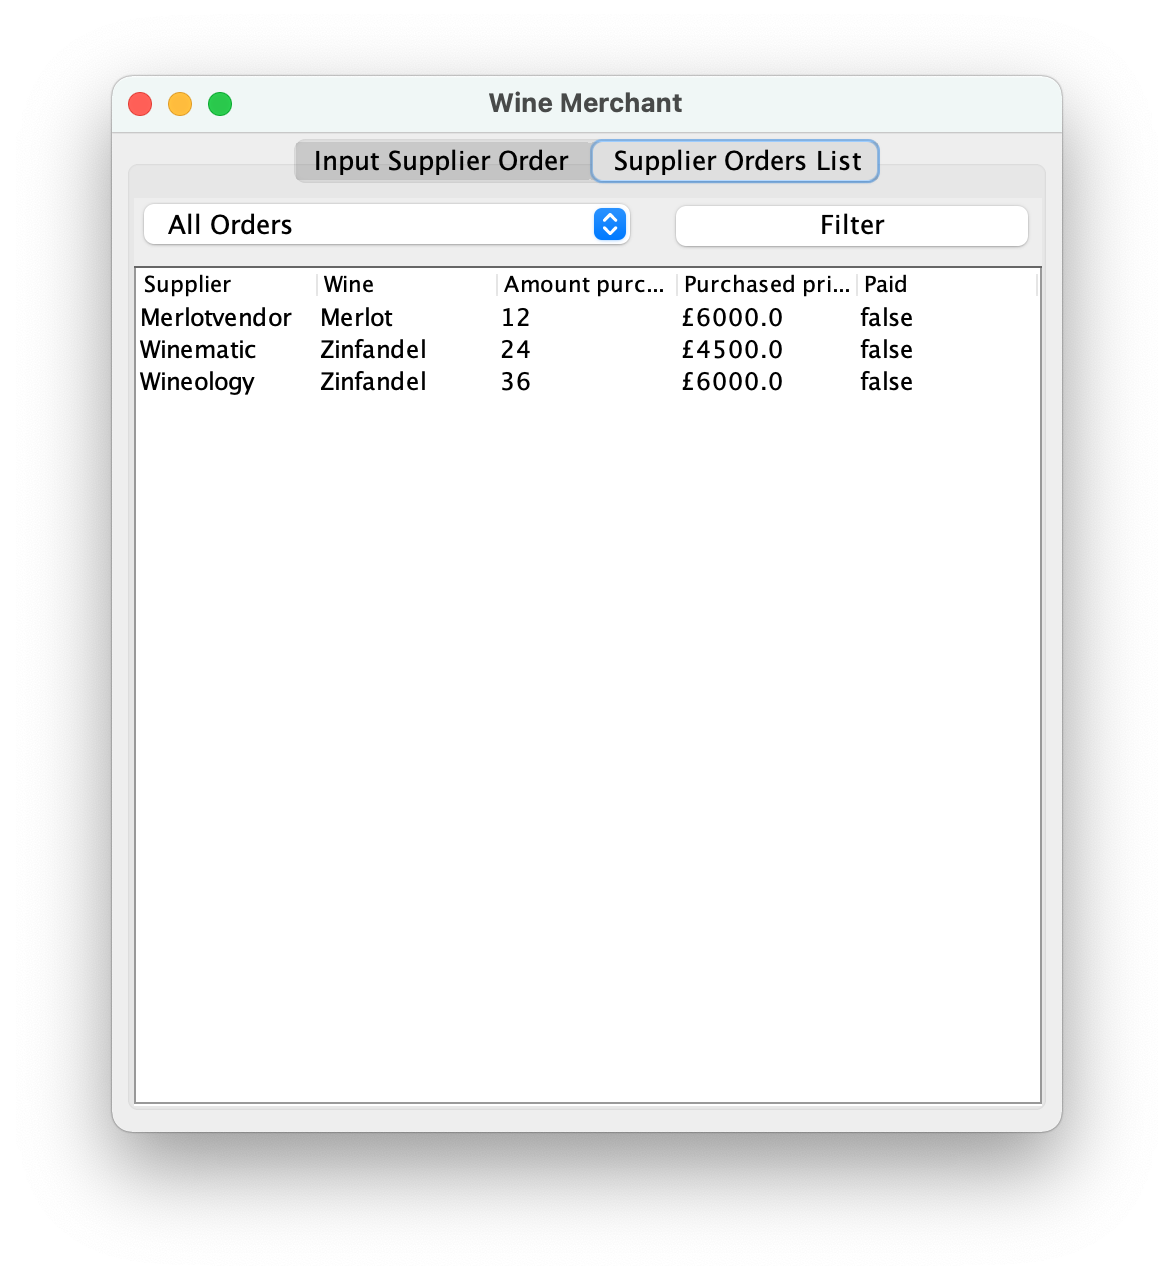 Wine Merchant
Input Supplier Order Supplier Orders List
All Orders Filter
Supplier Wine Amount purc... Purchased pri... Paid
Merlotvendor Merlot 12 £6000.0 false
Winematic Zinfandel 24 £4500.0 false
Wineology Zinfandel 36 £6000.0 false